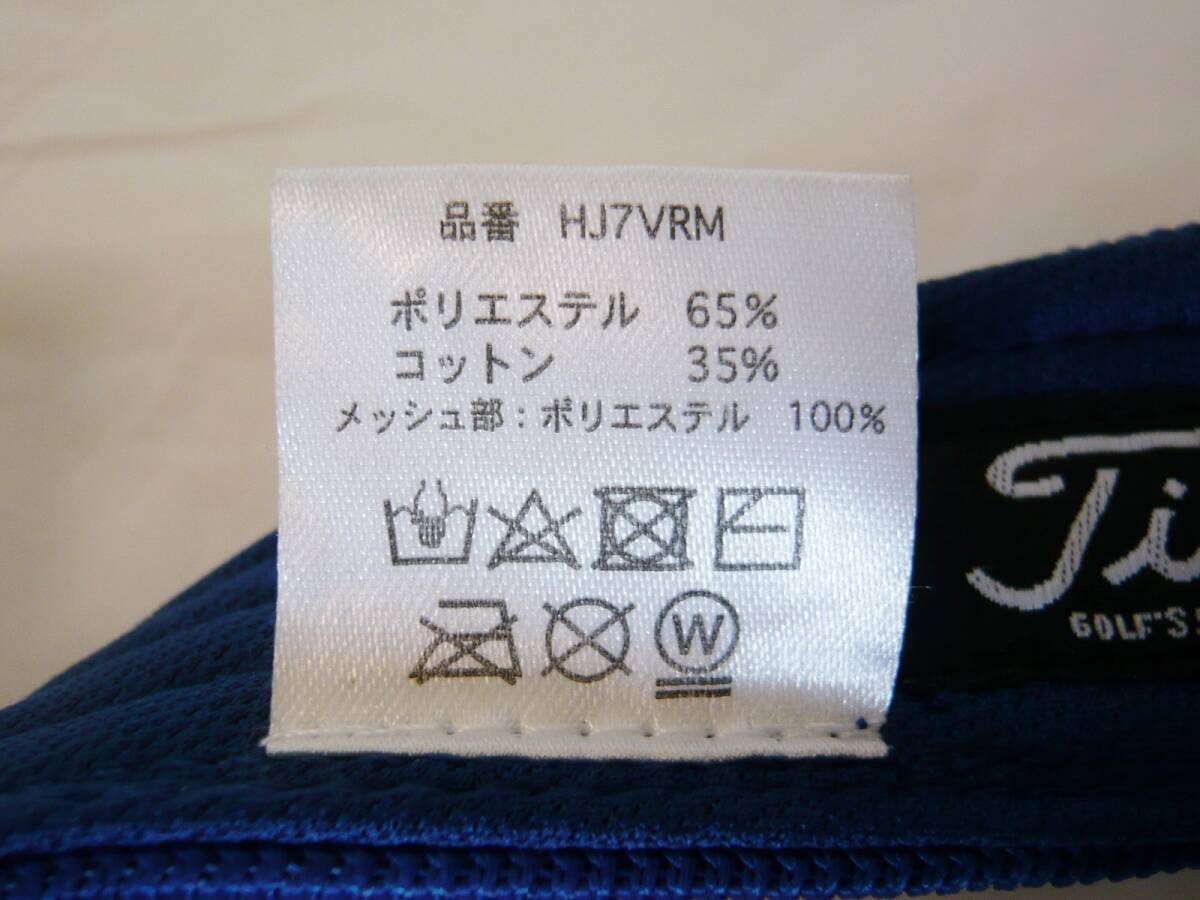 品番 HJ7VRM
ポリエステル 65%
コットン 35%
メッシュ部：ポリエステル 100%
W
Ti
GOLF'S